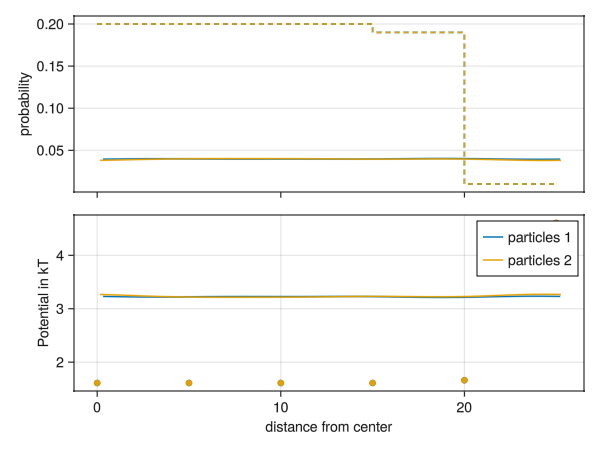 0.20
0.15
0.10
0.05
probability
4
3
2
Potential in kT
particles 1
particles 2
0
10
20
distance from center